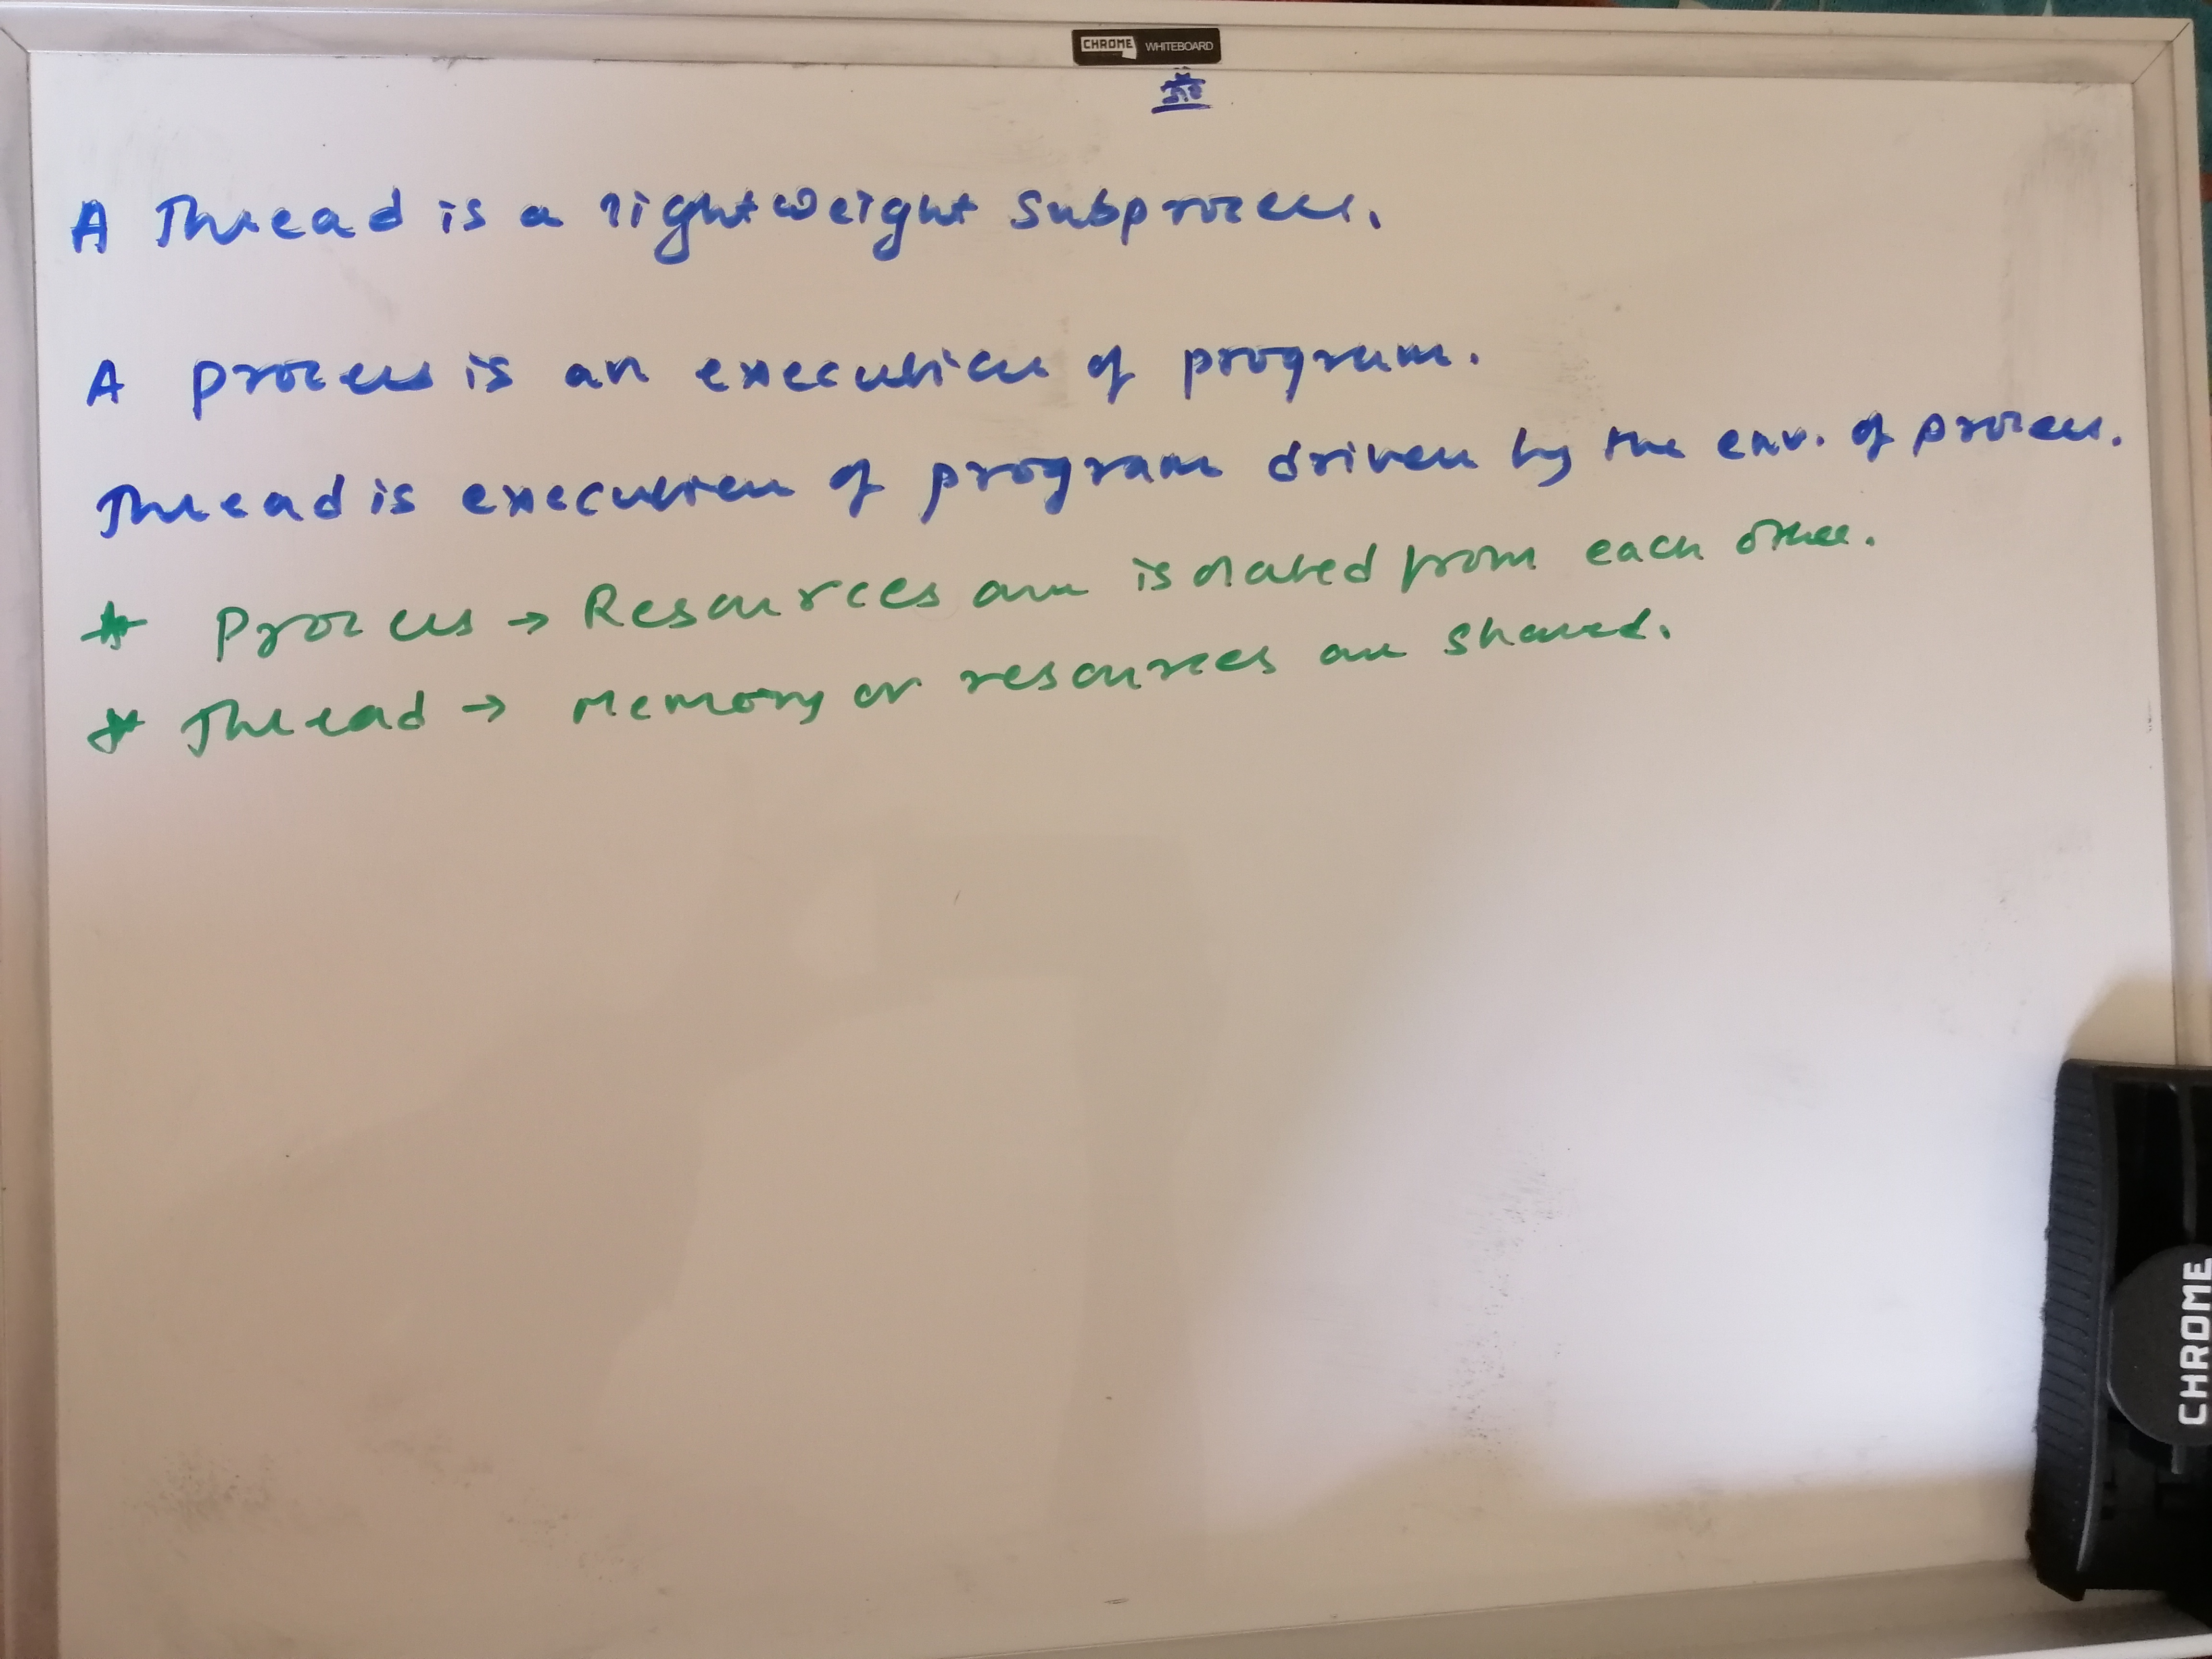 CHROME WHITEBOARD
A Thread is a lightweight subprocess.
A process is an execution of program.
Thread is execution of program driven by the env. of process.
* Process → Resources are isolated from each other.
* Thread → Memory or resources are shared.
CHROME